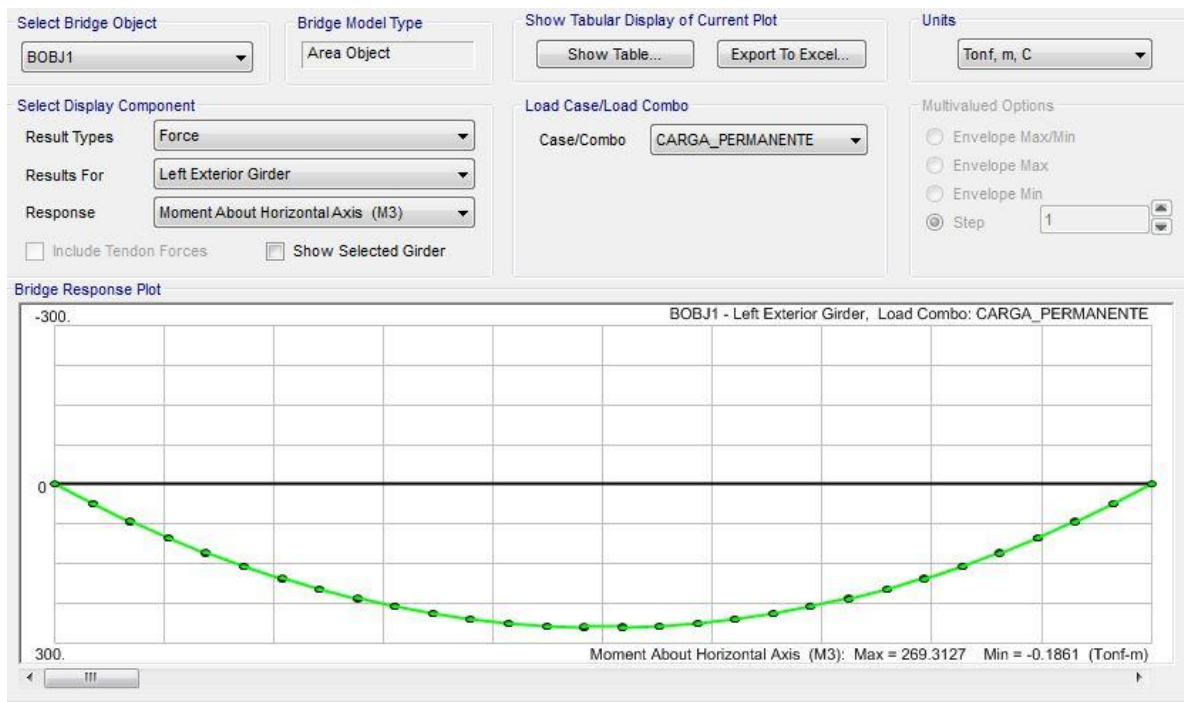 Select Bridge Object
BOBJ1
Bridge Model Type
Area Object
Show Tabular Display of Current Plot
Show Table...
Export To Excel...
Units
Tonf, m, C
Select Display Component
Result Types
Force
Results For
Left Exterior Girder
Response
Moment About Horizontal Axis (M3)
Include Tendon Forces
Show Selected Girder
Load Case/Load Combo
Case/Combo
CARGA_PERMANENTE
Multivalued Options
Envelope Max/Min
Envelope Max
Envelope Min
Step
1
Bridge Response Plot
-300.
BOBJ1 - Left Exterior Girder, Load Combo: CARGA_PERMANENTE
0
300.
Moment About Horizontal Axis (M3): Max = 269.3127 Min = -0.1861 (Tonf-m)